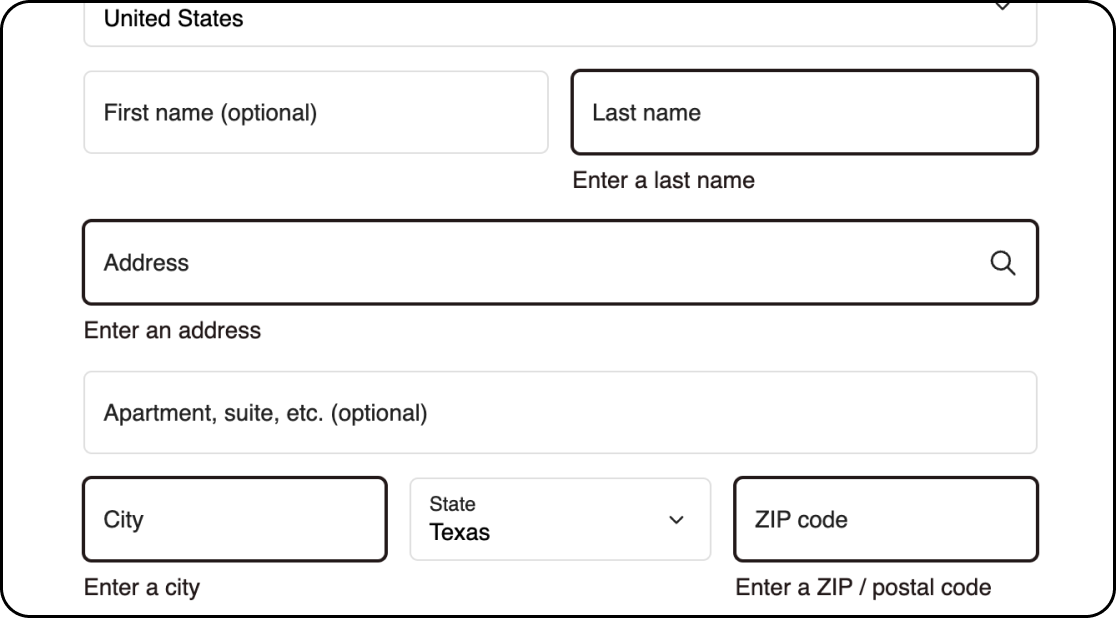 United States
First name (optional)
Last name
Enter a last name
Address
Enter an address
Apartment, suite, etc. (optional)
City
State
Texas
ZIP code
Enter a city
Enter a ZIP / postal code